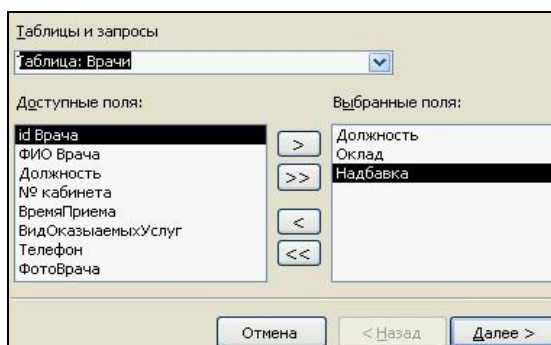 Таблицы и запросы
Таблица: Врачи
Доступные поля:
Выбранные поля:
id Врача
ФИО Врача
Должность
№ кабинета
ВремяПриема
ВидОказыаемыхУслуг
Телефон
ФотоВрача
>
>>
<
<<
Должность
Оклад
Надбавка
Отмена
< Назад
Далее >